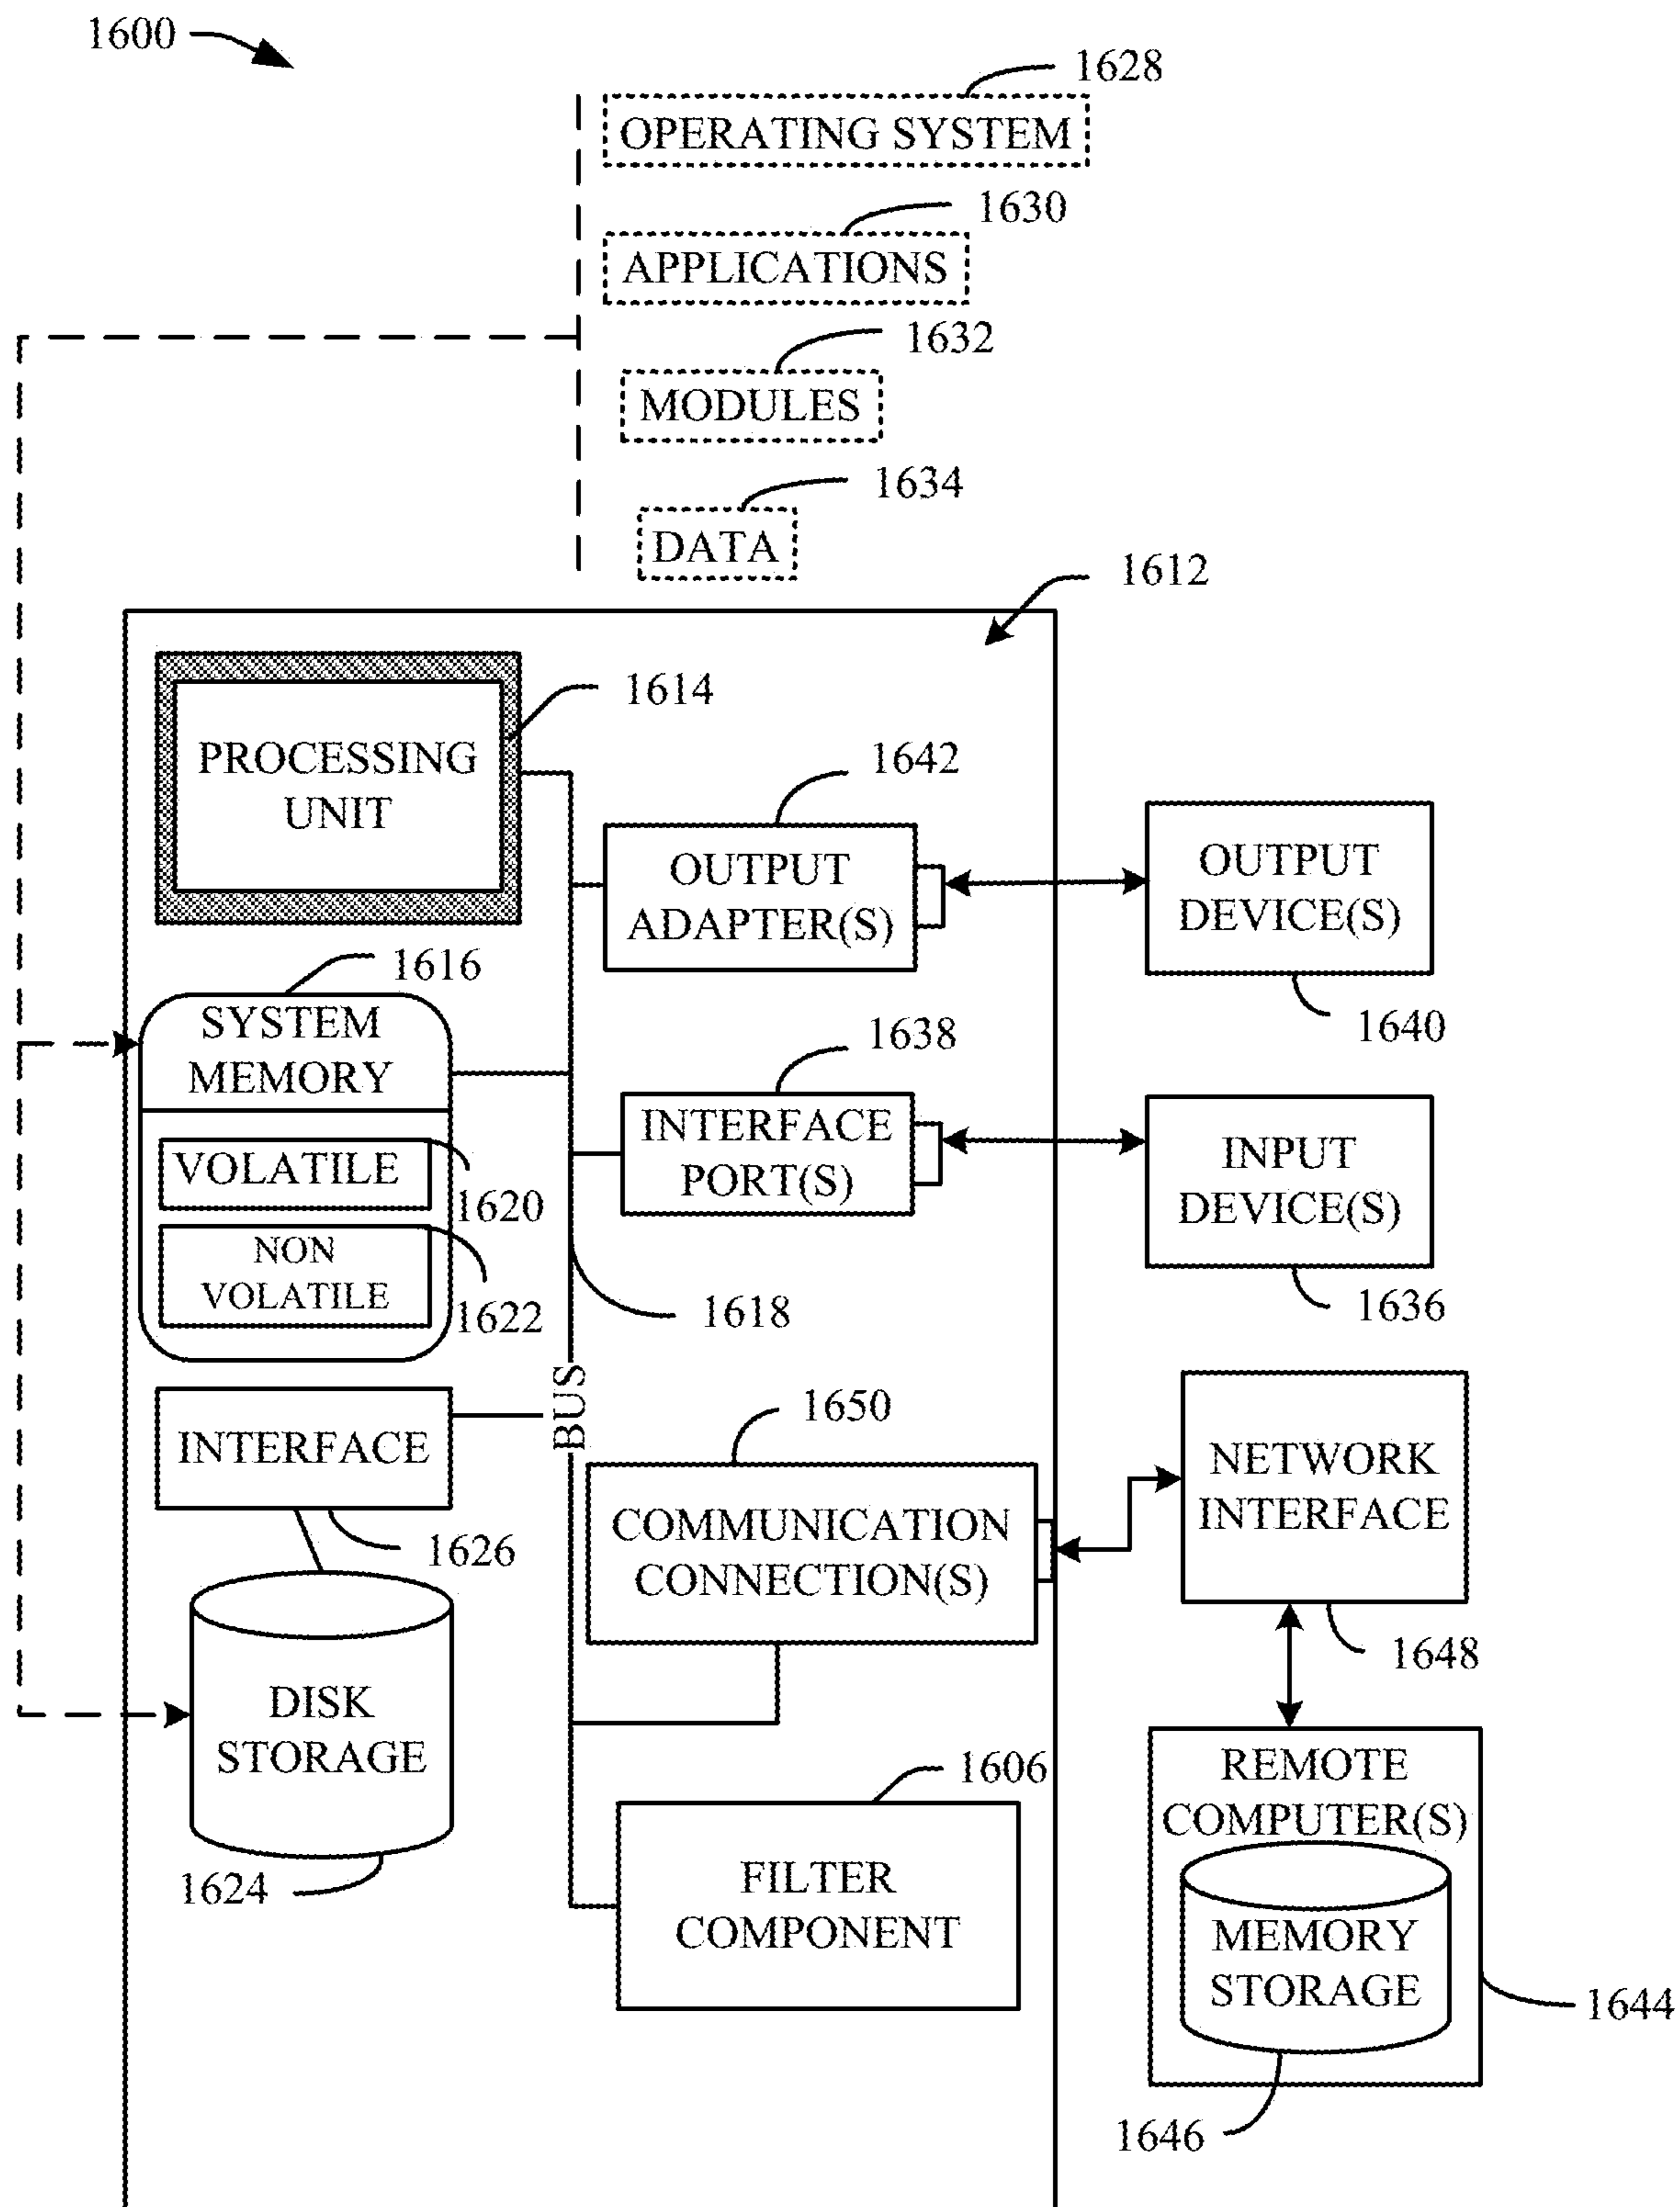 1600
1628
OPERATING SYSTEM
1630
APPLICATIONS
1632
MODULES
1634
DATA
1612
1614
PROCESSING
UNIT
1642
OUTPUT
ADAPTER(S)
OUTPUT
DEVICE(S)
1640
1616
SYSTEM
MEMORY
1638
INTERFACE
PORT(S)
INPUT
DEVICE(S)
1636
VOLATILE
1620
NON
VOLATILE
1622
1618
BUS
INTERFACE
1626
1650
COMMUNICATION
CONNECTION(S)
NETWORK
INTERFACE
1648
DISK
STORAGE
1624
1606
FILTER
COMPONENT
REMOTE
COMPUTER(S)
MEMORY
STORAGE
1644
1646